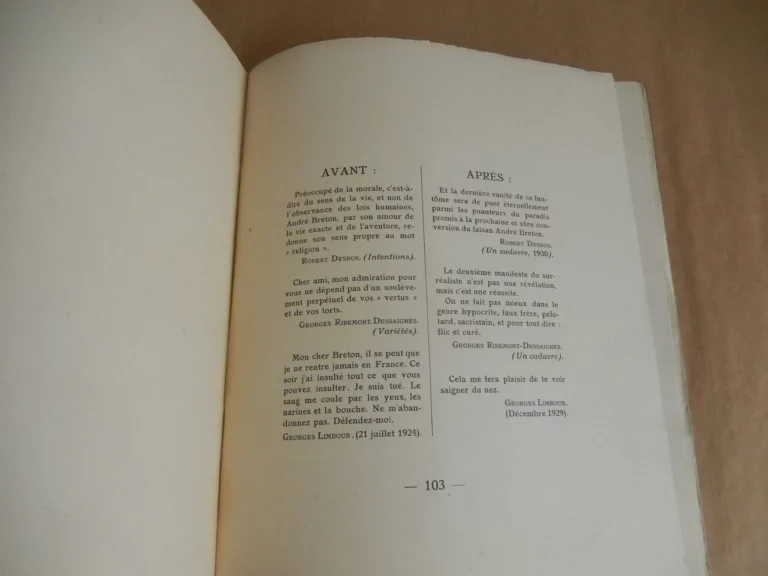 AVANT :
Préoccupé de la morale, c'est-à-
dire du sens de la vie, et non de
l'observance des lois humaines,
André Breton, par son amour de
la vie exacte et de l'aventure, re-
donne son sens propre au mot
« religion ».
ROBERT DESNOS. (Intentions).
Cher ami, mon admiration pour
vous ne dépend pas d'un soulève-
ment perpétuel de vos « vertus »
et de vos torts.
GEORGES RIBEMONT-DESSAIGNES.
(Variétés).
Mon cher Breton, il se peut que
je ne rentre jamais en France. Ce
soir j'ai insulté tout ce que vous
pouvez insulter. Je suis tué. Le
sang me coule par les yeux, les
narines et la bouche. Ne m'aban-
donnez pas. Défendez-moi.
GEORGES LIMBOUR. (21 juillet 1924).
APRÈS :
Et la dernière vanité de ce fan-
tôme sera de puer éternellement
parmi les puanteurs du paradis
promis à la prochaine et sûre con-
version du faisan André Breton.
ROBERT DESNOS.
(Un cadavre, 1930).
Le deuxième manifeste du sur-
réaliste n'est pas une révélation,
mais c'est une réussite.
On ne fait pas mieux dans le
genre hypocrite, faux frère, pelo-
tard, sacristain, et pour tout dire :
flic et curé.
GEORGES RIBEMONT-DESSAIGNES.
(Un cadavre).
Cela me fera plaisir de te voir
saigner du nez.
GEORGES LIMBOUR.
(Décembre 1929).
— 103 —